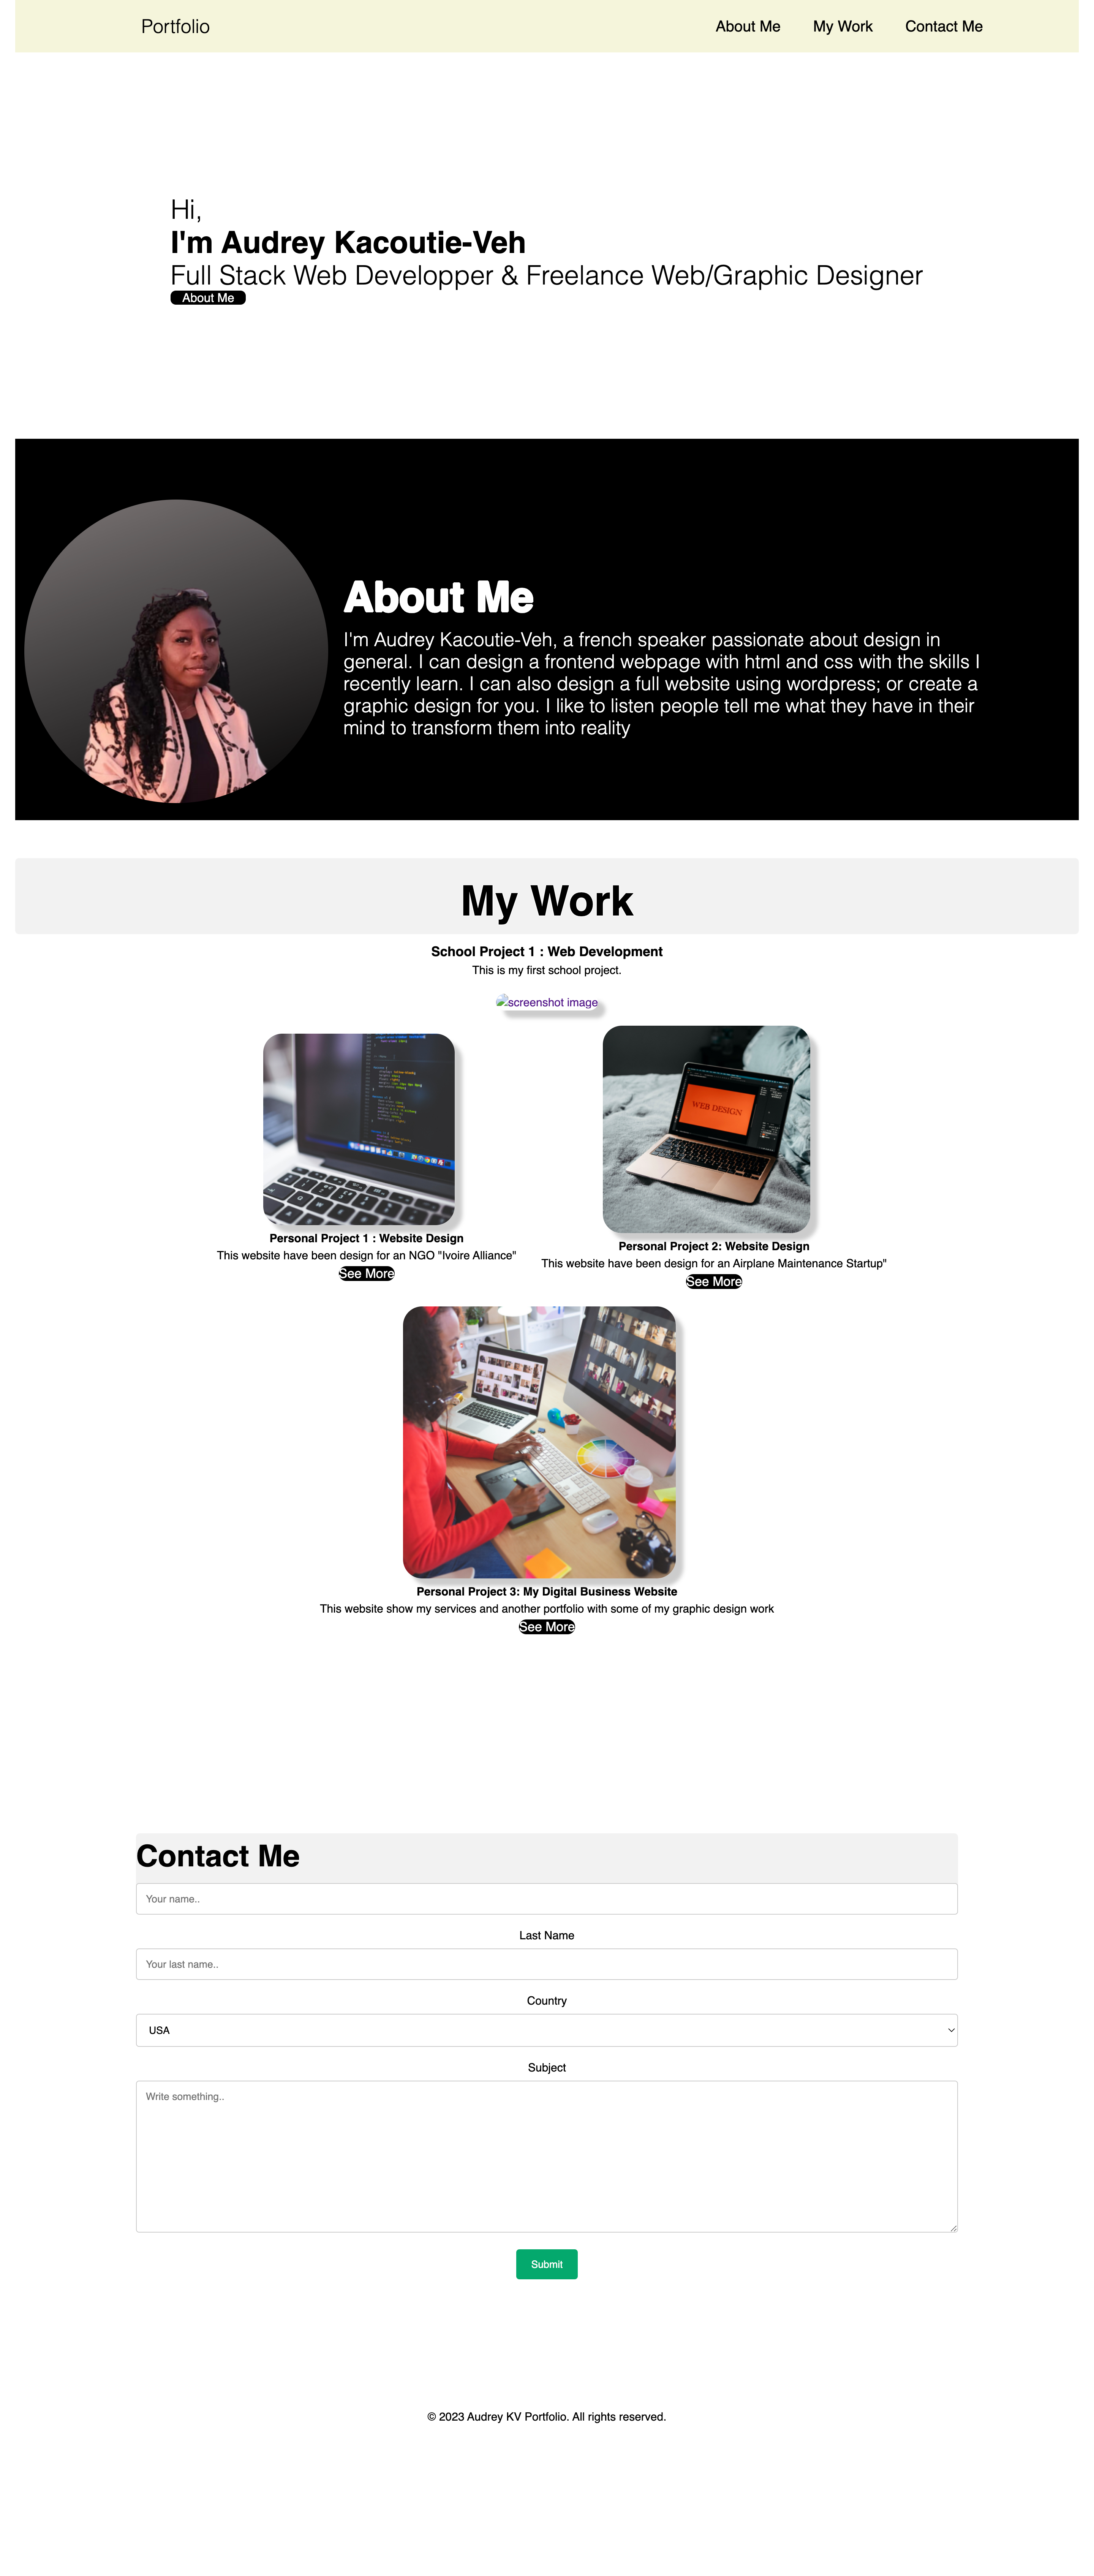 Portfolio
About Me
My Work
Contact Me
Hi,
I'm Audrey Kacoutie-Veh
Full Stack Web Developper & Freelance Web/Graphic Designer
About Me
About Me
I'm Audrey Kacoutie-Veh, a french speaker passionate about design in
general. I can design a frontend webpage with html and css with the skills I
recently learn. I can also design a full website using wordpress; or create a
graphic design for you. I like to listen people tell me what they have in their
mind to transform them into reality
My Work
School Project 1 : Web Development
This is my first school project.
screenshot image
Personal Project 1 : Website Design
This website have been design for an NGO "Ivoire Alliance"
See More
WEB DESIGN
Personal Project 2: Website Design
This website have been design for an Airplane Maintenance Startup"
See More
Personal Project 3: My Digital Business Website
This website show my services and another portfolio with some of my graphic design work
See More
Contact Me
Your name..
Last Name
Your last name..
Country
USA
Subject
Write something..
Submit
© 2023 Audrey KV Portfolio. All rights reserved.